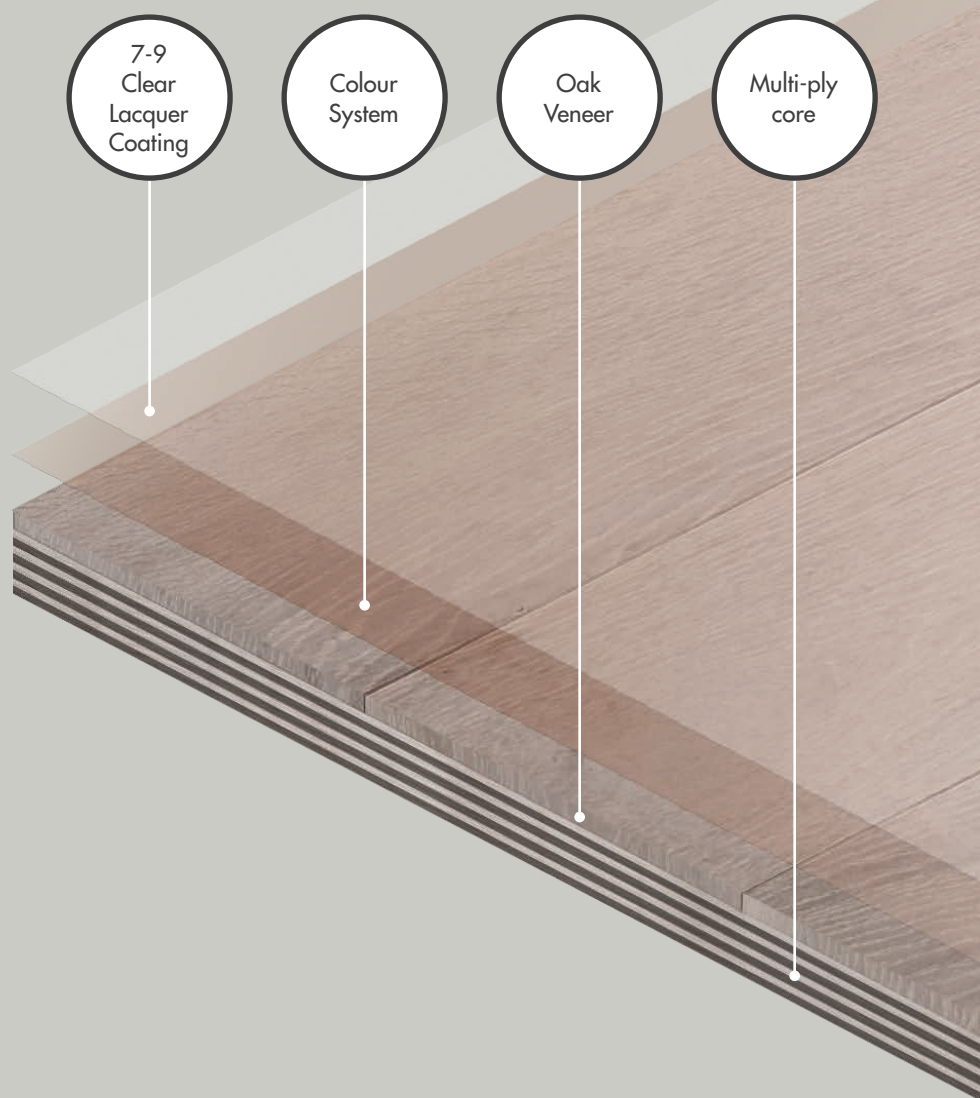 7-9
Clear
Lacquer
Coating
Colour
System
Oak
Veneer
Multi-ply
core